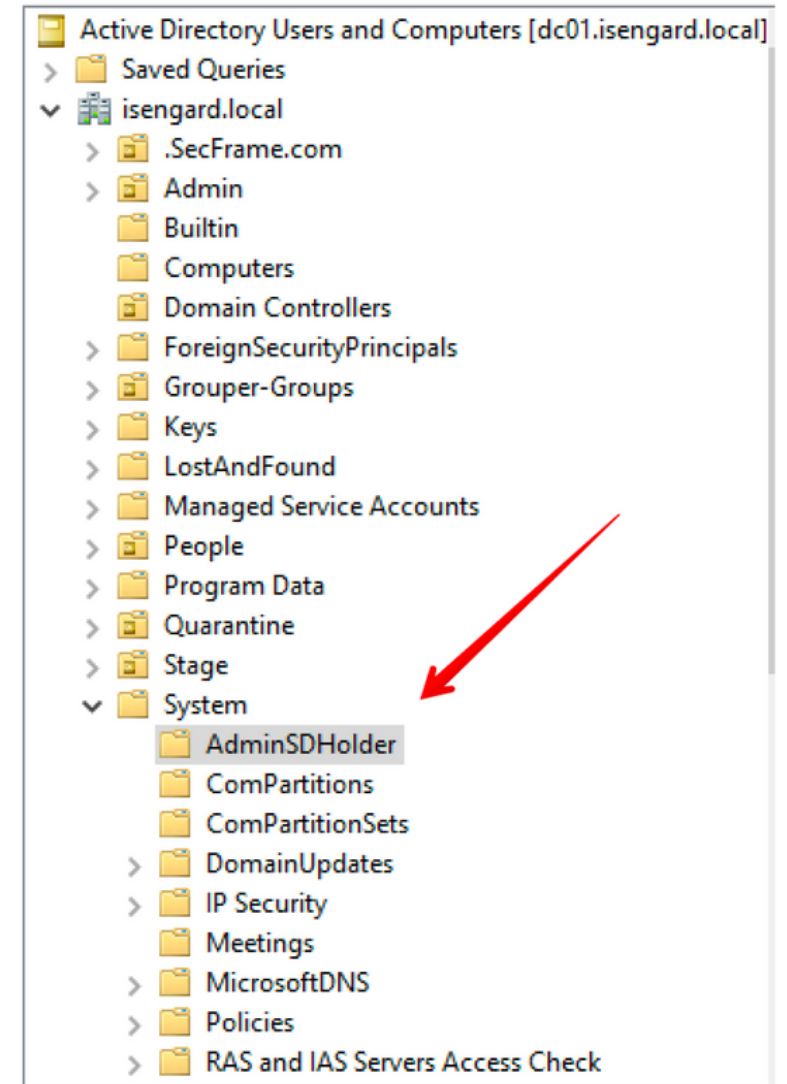 Active Directory Users and Computers [dc01.isengard.local]
Saved Queries
isengard.local
.SecFrame.com
Admin
Builtin
Computers
Domain Controllers
ForeignSecurityPrincipals
Grouper-Groups
Keys
LostAndFound
Managed Service Accounts
People
Program Data
Quarantine
Stage
System
AdminSDHolder
ComPartitions
ComPartitionSets
DomainUpdates
IP Security
Meetings
MicrosoftDNS
Policies
RAS and IAS Servers Access Check